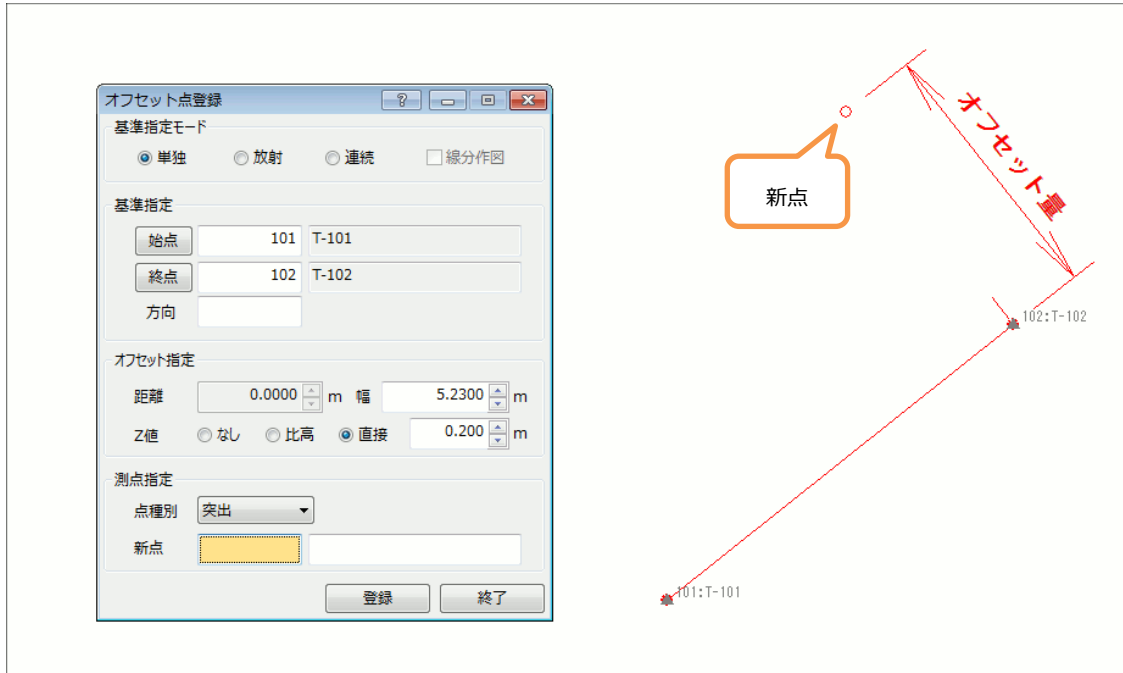 オフセット点登録
基準指定モード
単独 放射 連続 線分作図
基準指定
始点 101 T-101
終点 102 T-102
方向
オフセット指定
距離 0.0000 m 幅 5.2300 m
Z値 なし 比高 直接 0.200 m
測点指定
点種別 突出
新点
登録 終了
新点
オフセット量
102:T-102
101:T-101